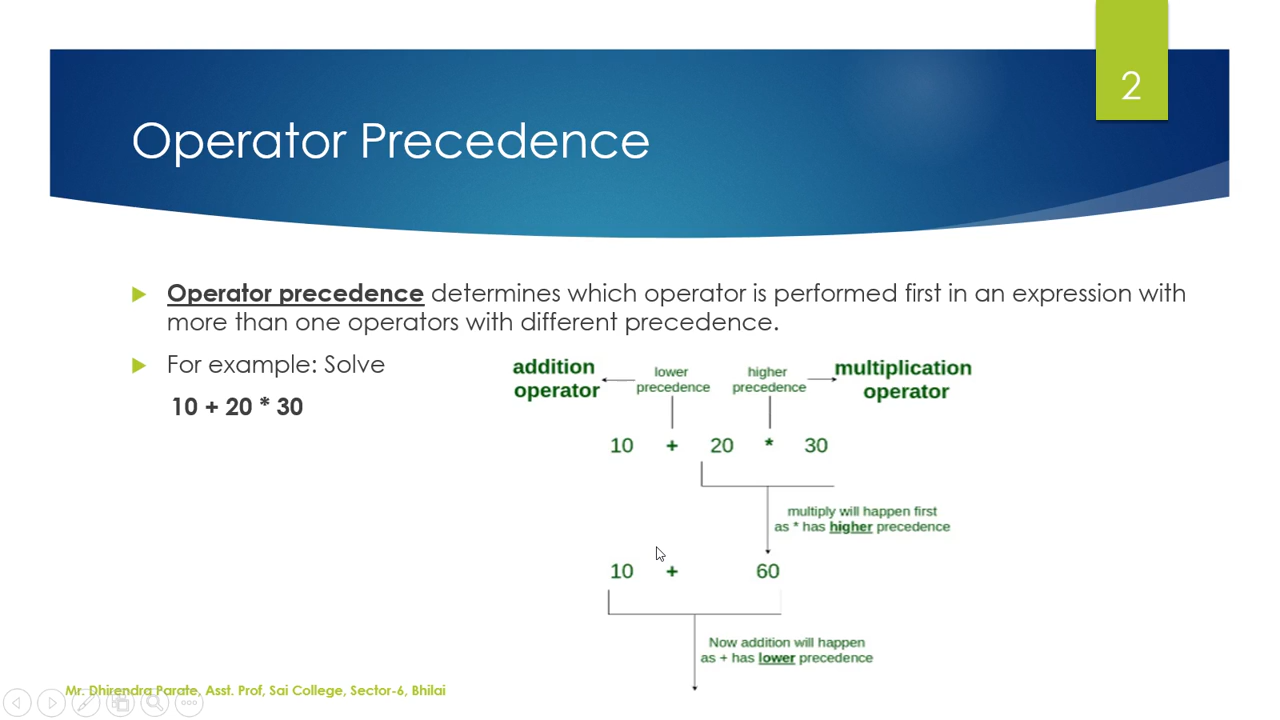 2
Operator Precedence
Operator precedence determines which operator is performed first in an expression with
more than one operators with different precedence.
For example: Solve
10 + 20 * 30
addition
operator
lower
precedence
higher
precedence
multiplication
operator
10 + 20 * 30
multiply will happen first
as * has higher precedence
10 + 60
Now addition will happen
as + has lower precedence
Mr. Dhirendra Parate, Asst. Prof, Sai College, Sector-6, Bhilai